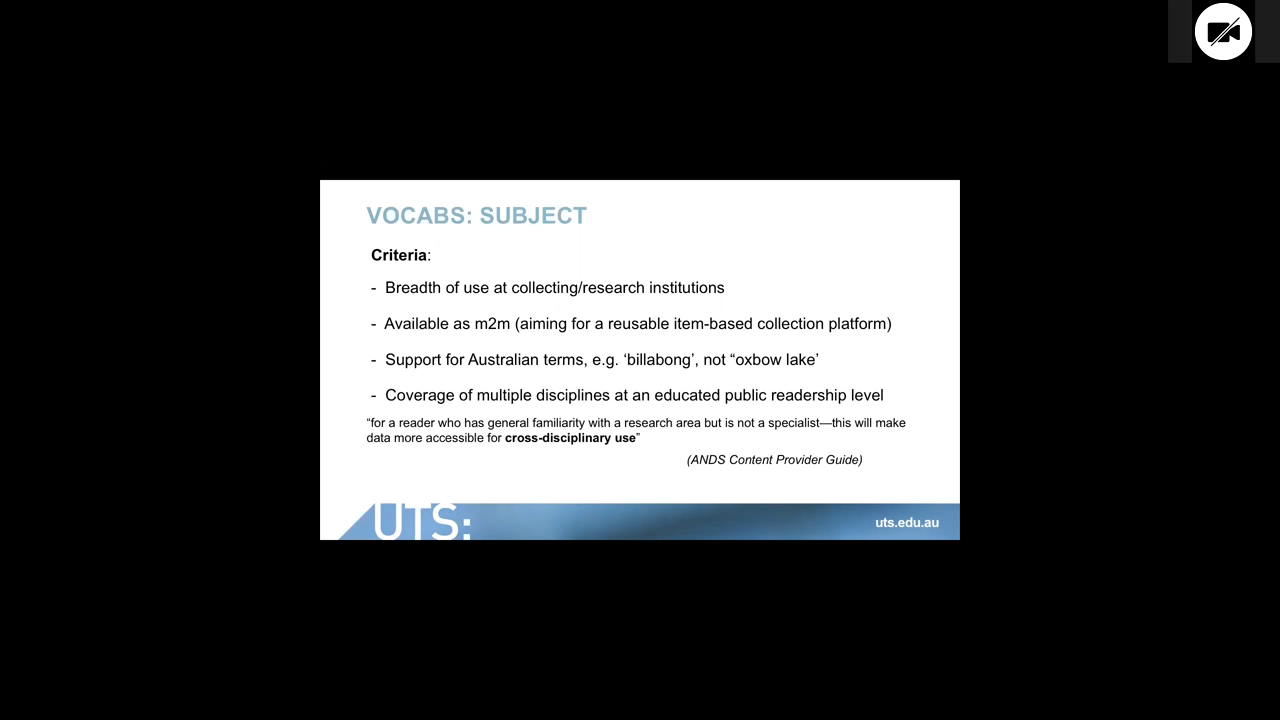 VOCABS: SUBJECT
Criteria:
- Breadth of use at collecting/research institutions
- Available as m2m (aiming for a reusable item-based collection platform)
- Support for Australian terms, e.g. ‘billabong’, not “oxbow lake’
- Coverage of multiple disciplines at an educated public readership level
“for a reader who has general familiarity with a research area but is not a specialist—this will make
data more accessible for cross-disciplinary use”
(ANDS Content Provider Guide)
UTS:
uts.edu.au